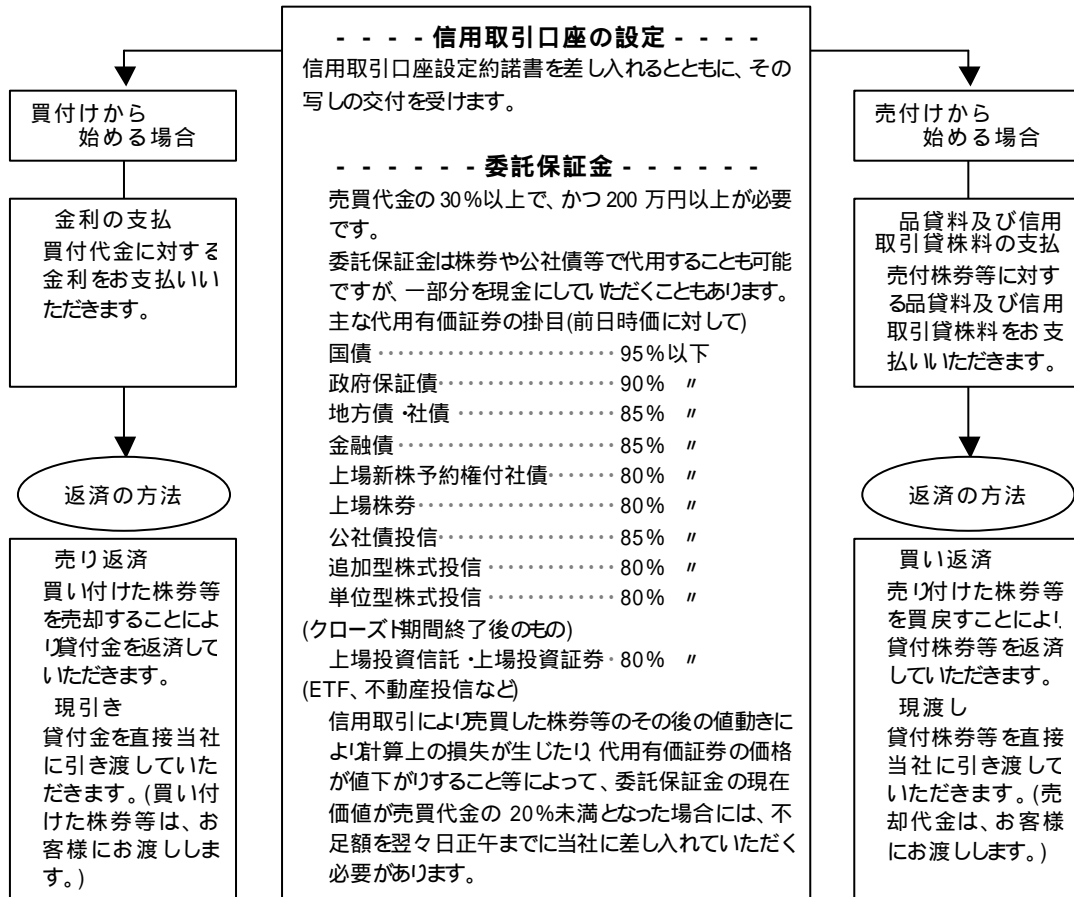 - - - - 信用取引口座の設定 - - - -
信用取引口座設定約諾書を差し入れるとともに、その
写しの交付を受けます。
- - - - - - 委託保証金 - - - - - -
売買代金の 30%以上で、かつ 200 万円以上が必要
です。
委託保証金は株券や公社債等で代用することも可能
ですが、一部分を現金にしていただくこともあります。
主な代用有価証券の掛目(前日時価に対して)
国債 ························ 95%以下
政府保証債·················· 90% 〃
地方債・社債 ················ 85% 〃
金融債······················ 85% 〃
上場新株予約権付社債······· 80% 〃
上場株券···················· 80% 〃
公社債投信·················· 85% 〃
追加型株式投信 ············· 80% 〃
単位型株式投信 ············· 80% 〃
(クローズド期間終了後のもの)
上場投資信託・上場投資証券· 80% 〃
(ETF、不動産投信など)
信用取引により売買した株券等のその後の値動きに
より計算上の損失が生じたり、代用有価証券の価格
が値下がりすること等によって、委託保証金の現在
価値が売買代金の 20%未満となった場合には、不
足額を翌々日正午までに当社に差し入れていただく
必要があります。
買付けから
始める場合
金利の支払
買付代金に対する
金利をお支払いい
ただきます。
返済の方法
売り返済
買い付けた株券等
を売却することによ
り貸付金を返済して
いただきます。
現引き
貸付金を直接当社
に引き渡していた
だきます。(買い付
けた株券等は、お
客様にお渡ししま
す。)
売付けから
始める場合
品貸料及び信用
取引貸株料の支払
売付株券等に対す
る品貸料及び信用
取引貸株料をお支
払いいただきます。
返済の方法
買い返済
売り付けた株券等
を買戻すことにより
貸付株券等を返済
していただきます。
現渡し
貸付株券等を直接
当社に引き渡して
いただきます。(売
却代金は、お客様
にお渡しします。)